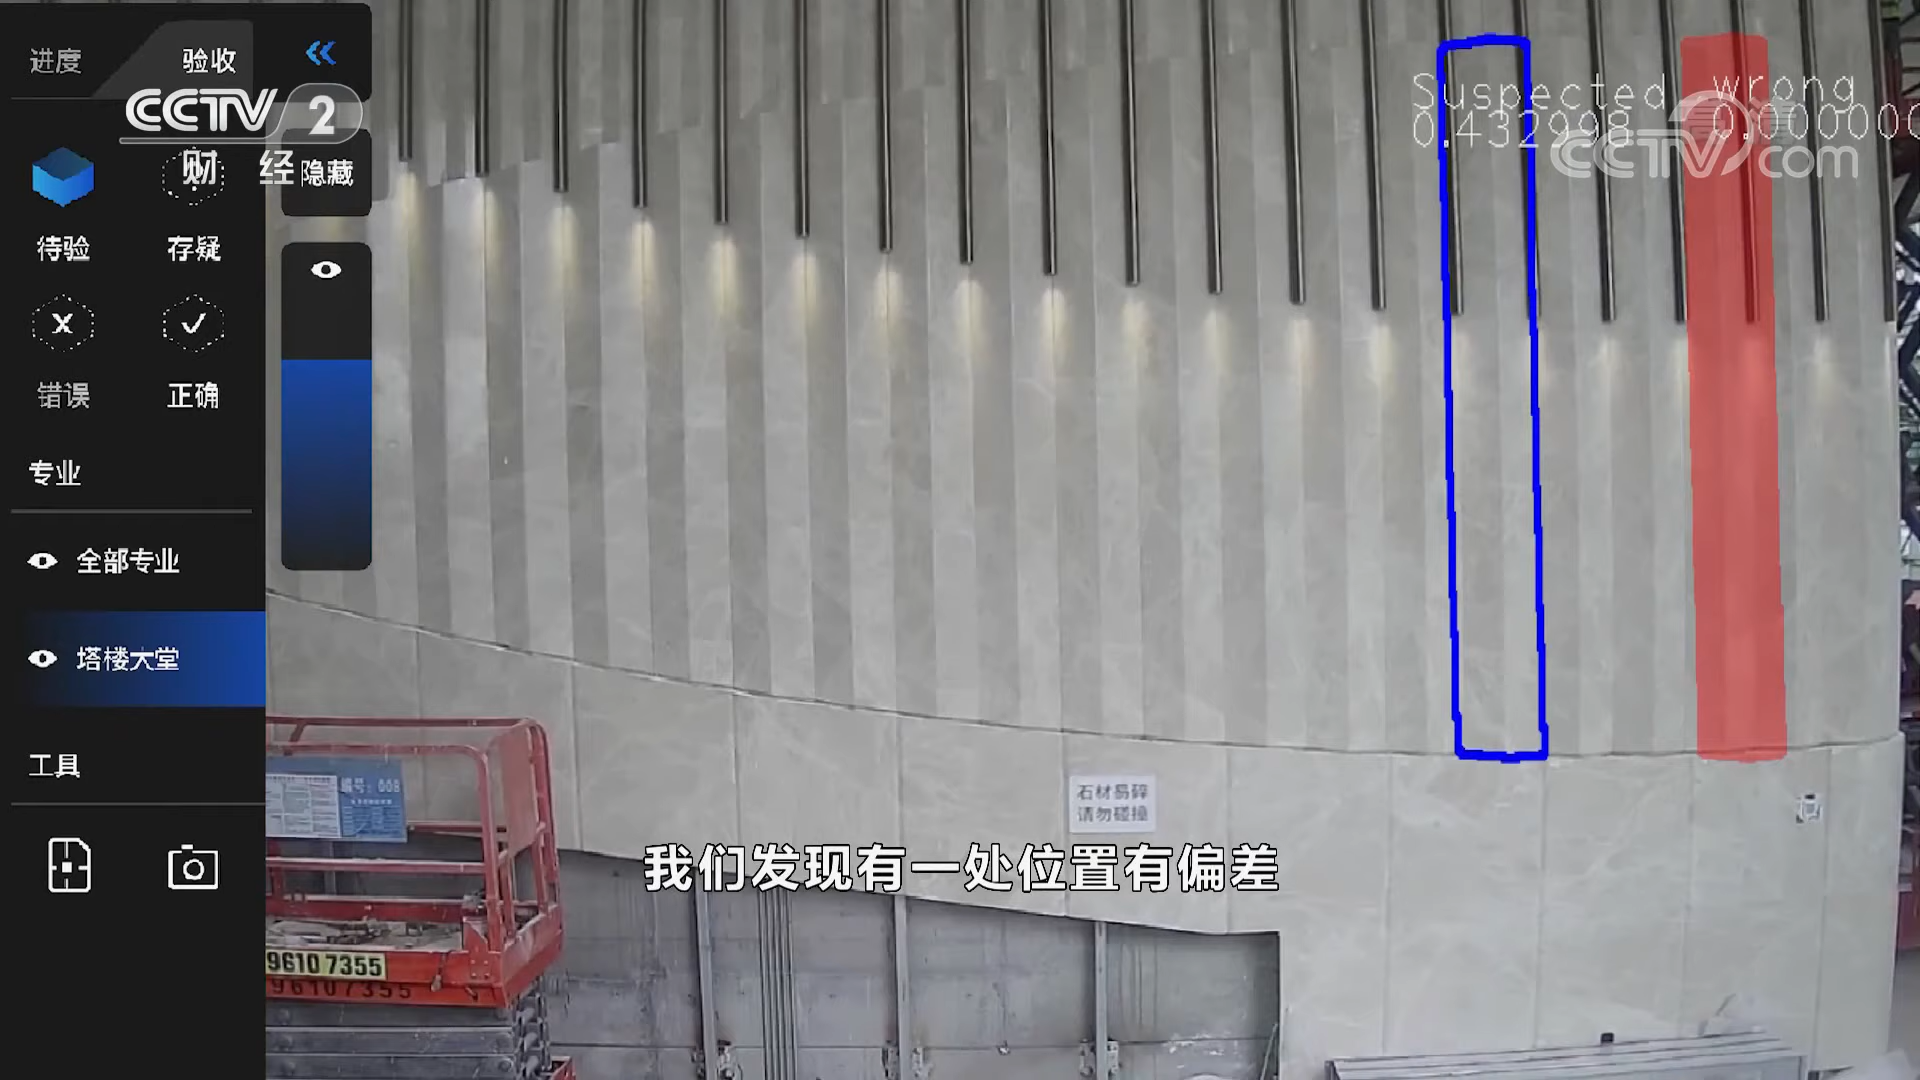 进度 验收
CCTV 2
财 经
隐藏
待验 存疑
错误 正确
专业
全部专业
塔楼大堂
工具
Suspected wrong
0.432998 0.000000
CCTV.com
编号：008
石材易碎
请勿碰撞
我们发现有一处位置有偏差
9610 7355
96107355